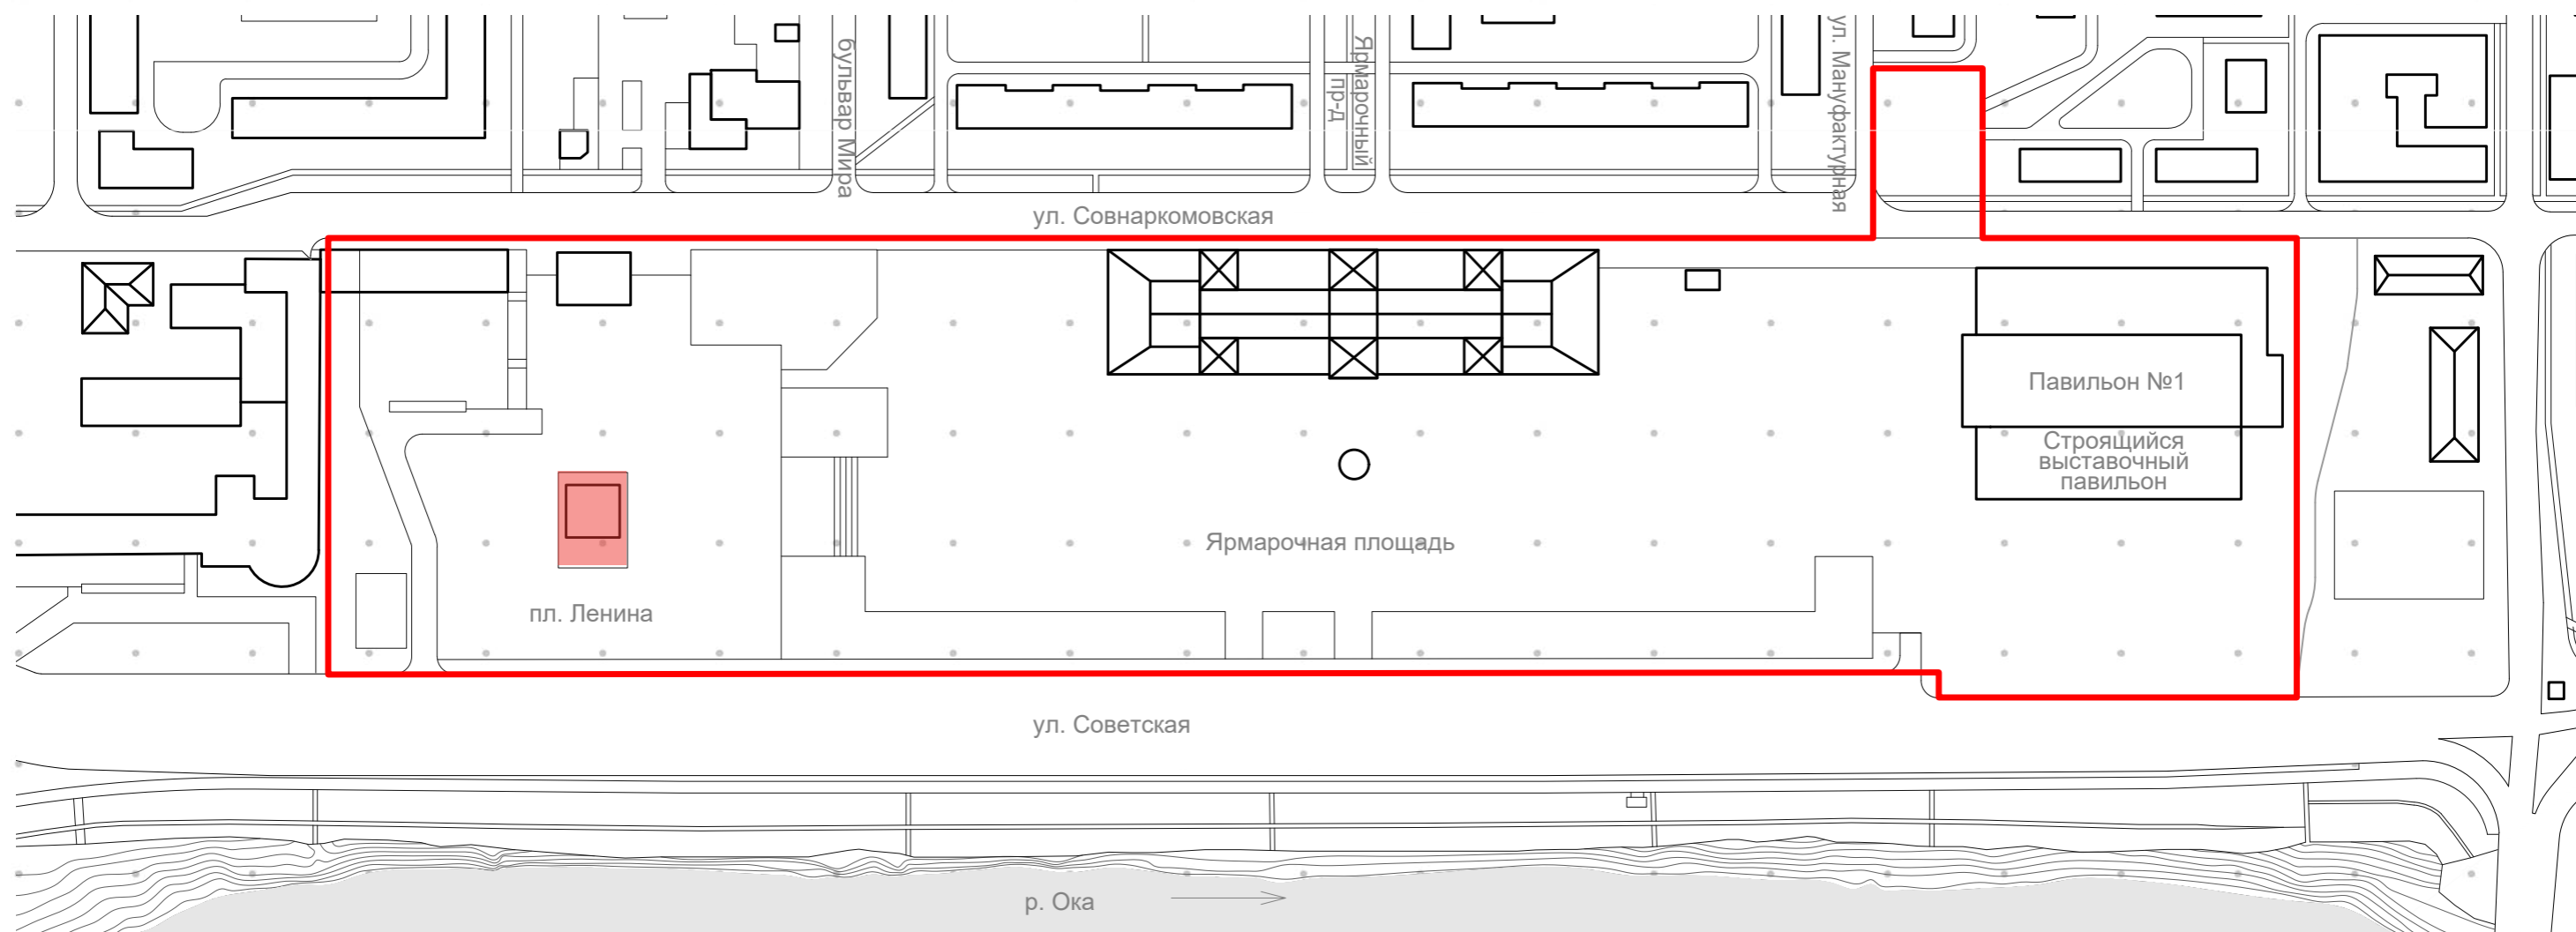 бульвар Мира
Ярмарочный
пр-д
ул. Мануфактурная
ул. Совнаркомовская
Павильон №1
Строящийся
выставочный
павильон
Ярмарочная площадь
пл. Ленина
ул. Советская
р. Ока